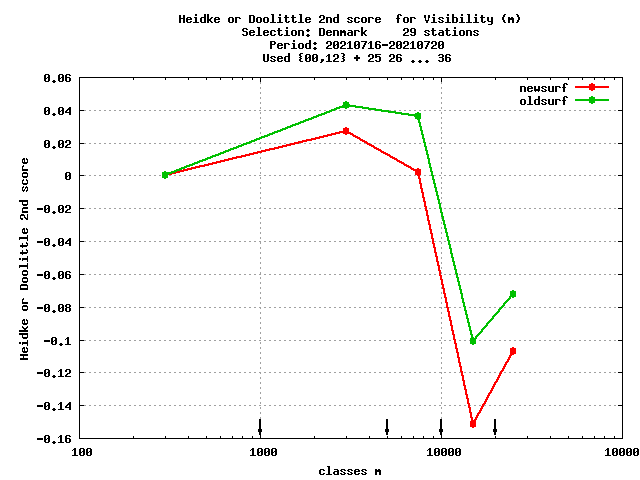 Heidke or Doolittle 2nd score  for Visibility (m)
Selection: Denmark     29 stations
Period: 20210716-20210720
Used {00,12} + 25 26 ... 36
newsurf
oldsurf
0.06
0.04
0.02
0
-0.02
-0.04
-0.06
-0.08
-0.1
-0.12
-0.14
-0.16
Heidke or Doolittle 2nd score
100
1000
10000
10000
classes m